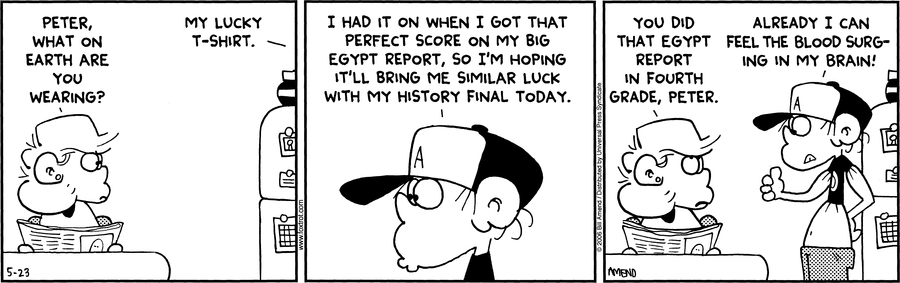 PETER,
WHAT ON
EARTH ARE
YOU
WEARING?
MY LUCKY
T-SHIRT.
5-23
www.foxtrot.com
I HAD IT ON WHEN I GOT THAT
PERFECT SCORE ON MY BIG
EGYPT REPORT, SO I'M HOPING
IT'LL BRING ME SIMILAR LUCK
WITH MY HISTORY FINAL TODAY.
A
© 2006 Bill Amend / Distributed by Universal Press Syndicate
YOU DID
THAT EGYPT
REPORT
IN FOURTH
GRADE, PETER.
ALREADY I CAN
FEEL THE BLOOD SURG-
ING IN MY BRAIN!
A
AMEND